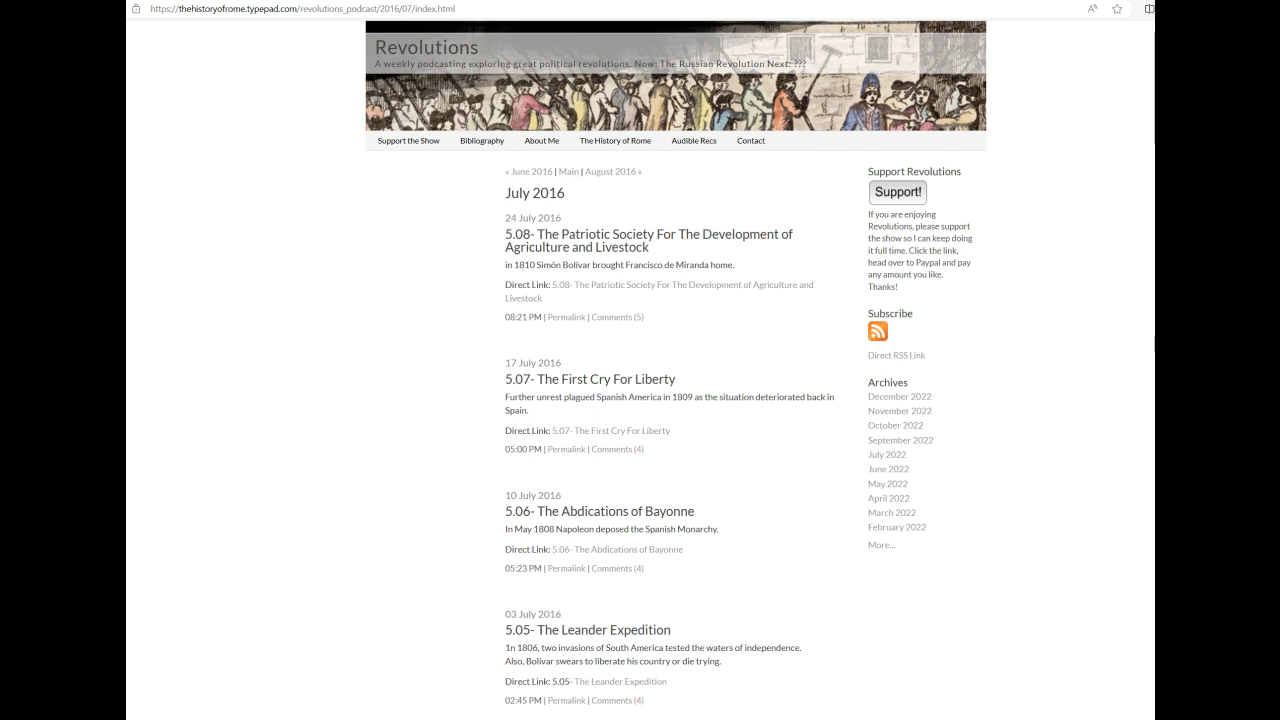 https://thehistoryofrome.typepad.com/revolutions_podcast/2016/07/index.html
Revolutions
A weekly podcasting exploring great political revolutions. Now: The Russian Revolution Next: ???
Support the Show Bibliography About Me The History of Rome Audible Recs Contact
« June 2016 | Main | August 2016 »
July 2016
24 July 2016
5.08- The Patriotic Society For The Development of
Agriculture and Livestock
in 1810 Simón Bolívar brought Francisco de Miranda home.
Direct Link: 5.08- The Patriotic Society For The Development of Agriculture and
Livestock
08:21 PM | Permalink | Comments (5)
17 July 2016
5.07- The First Cry For Liberty
Further unrest plagued Spanish America in 1809 as the situation deteriorated back in
Spain.
Direct Link: 5.07- The First Cry For Liberty
05:00 PM | Permalink | Comments (4)
10 July 2016
5.06- The Abdications of Bayonne
In May 1808 Napoleon deposed the Spanish Monarchy.
Direct Link: 5.06- The Abdications of Bayonne
05:23 PM | Permalink | Comments (4)
03 July 2016
5.05- The Leander Expedition
1n 1806, two invasions of South America tested the waters of independence.
Also, Bolívar swears to liberate his country or die trying.
Direct Link: 5.05- The Leander Expedition
02:45 PM | Permalink | Comments (4)
Support Revolutions
Support!
If you are enjoying
Revolutions, please support
the show so I can keep doing
it full time. Click the link,
head over to Paypal and pay
any amount you like.
Thanks!
Subscribe
Direct RSS Link
Archives
December 2022
November 2022
October 2022
September 2022
July 2022
June 2022
May 2022
April 2022
March 2022
February 2022
More...